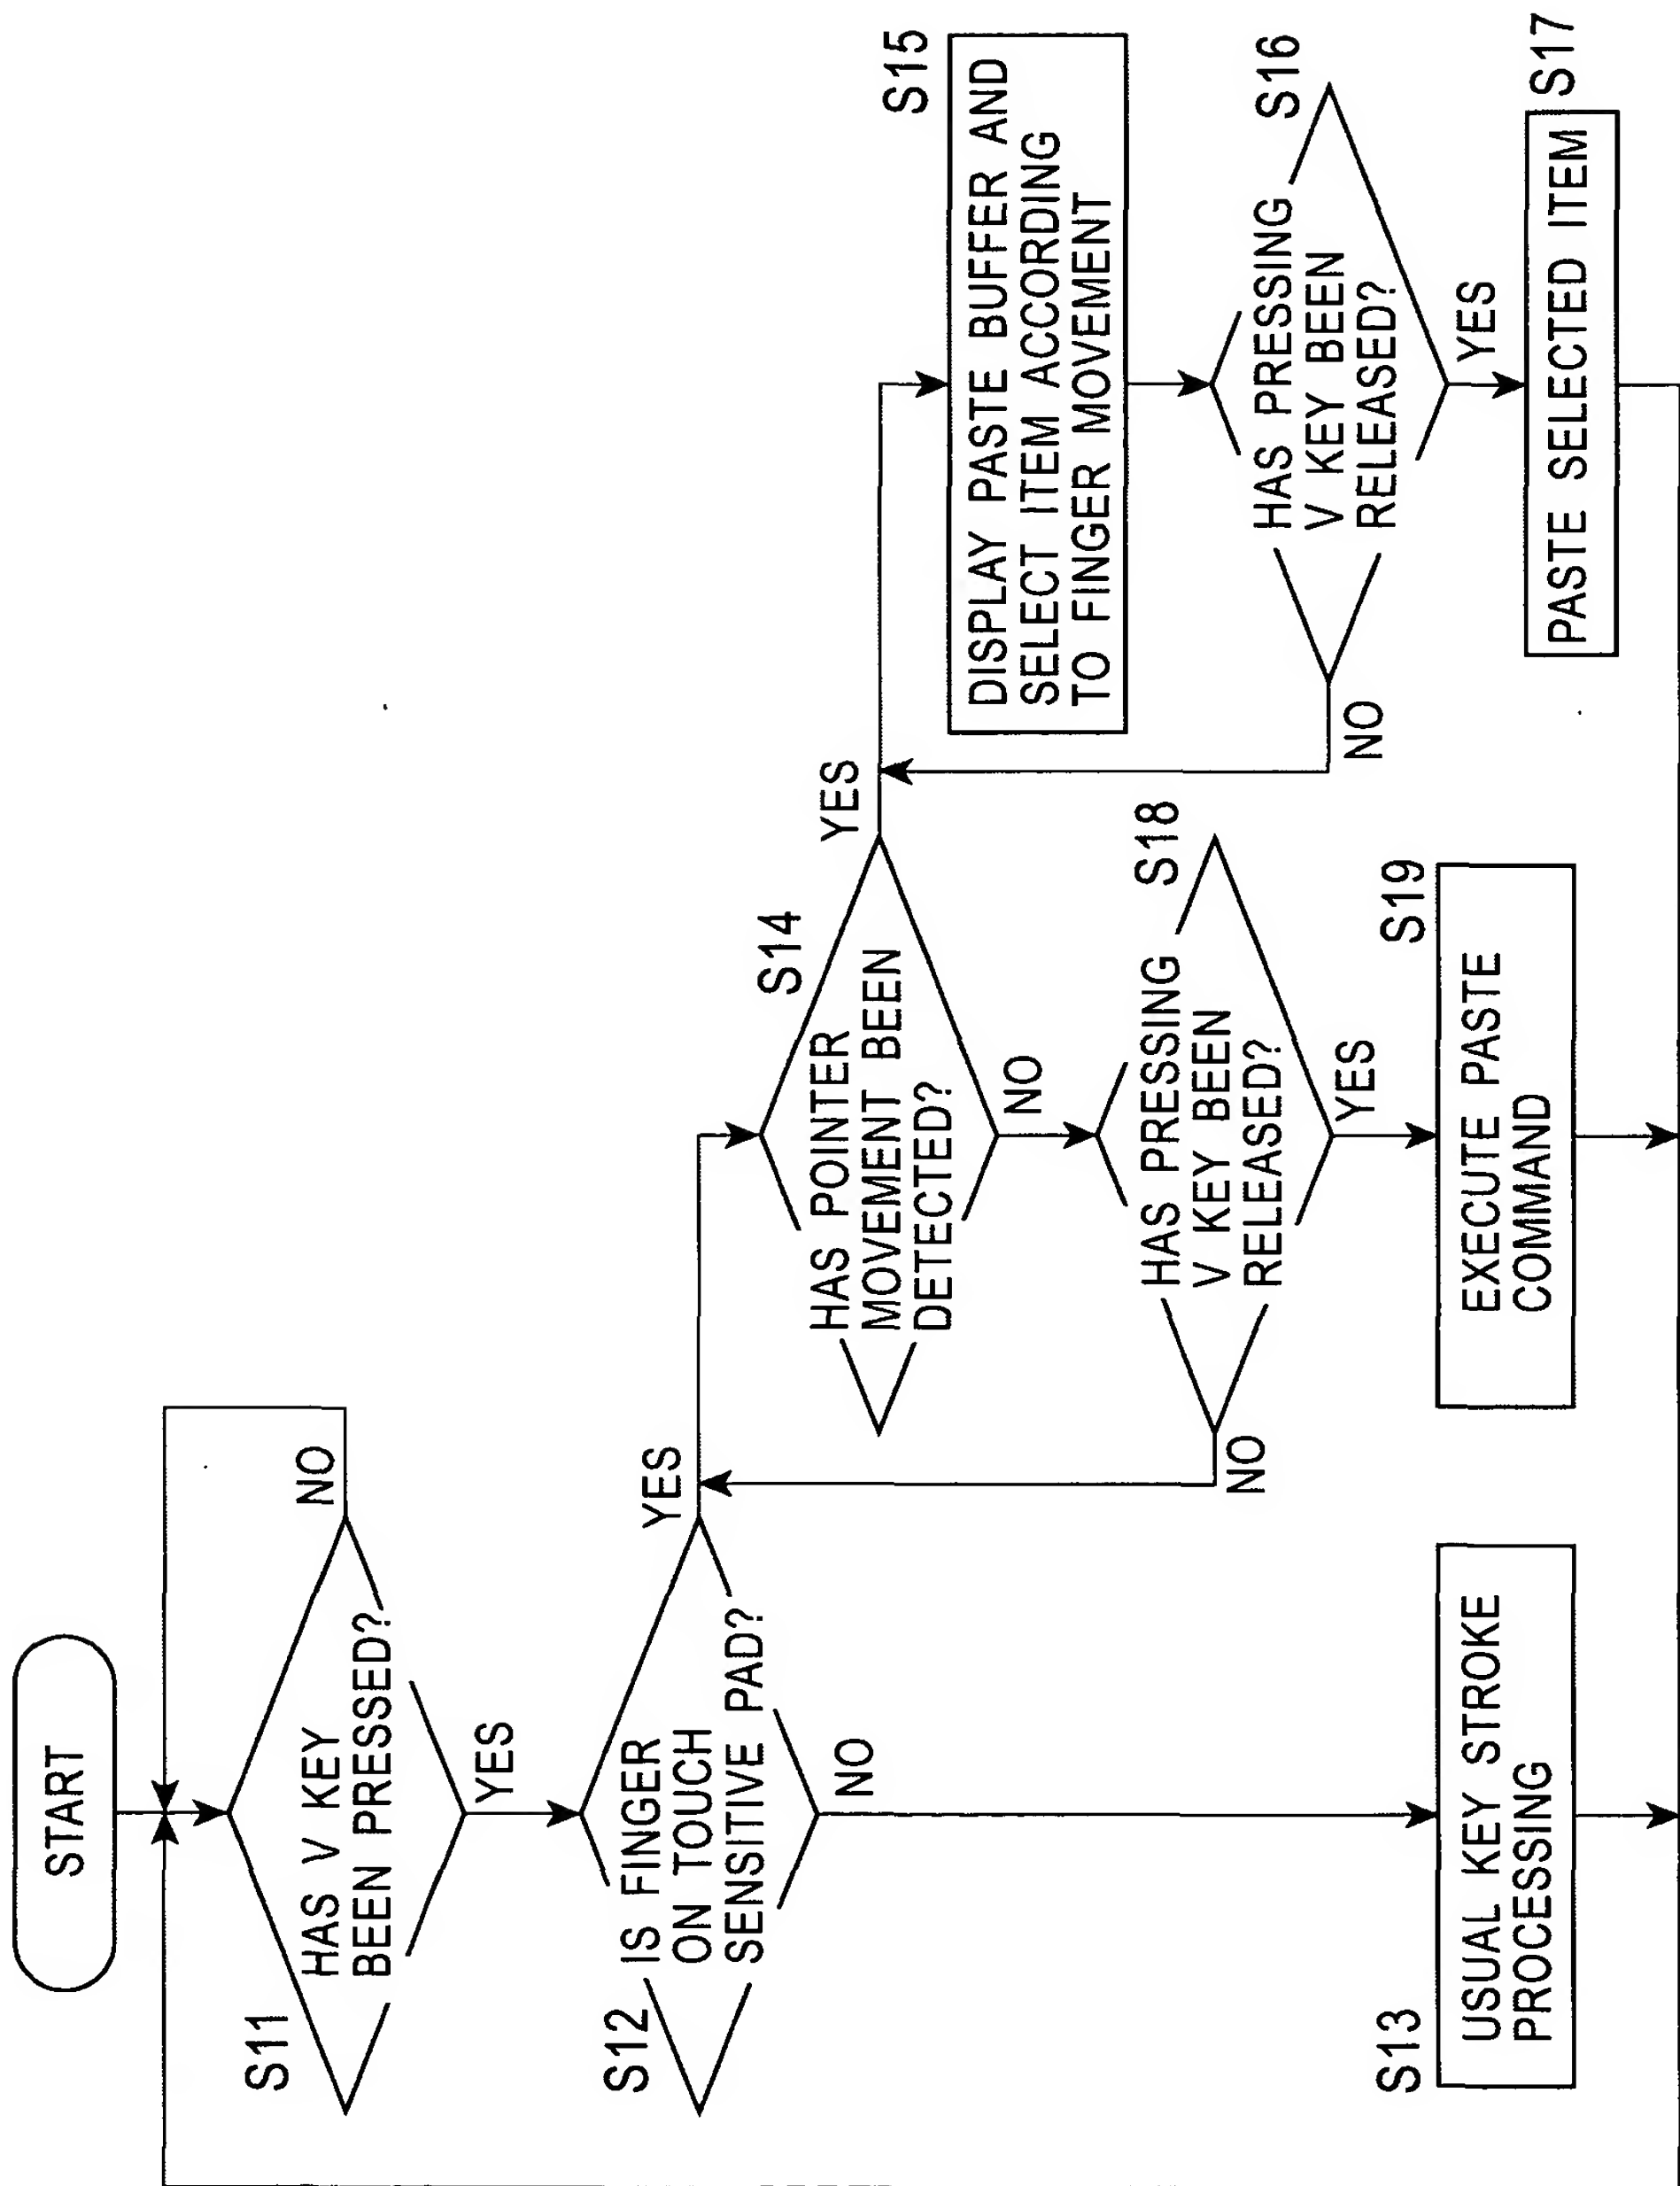 START
S11
HAS V KEY
BEEN PRESSED?
NO
YES
S12
IS FINGER
ON TOUCH
SENSITIVE PAD?
YES
NO
S13
USUAL KEY STROKE
PROCESSING
S14
HAS POINTER
MOVEMENT BEEN
DETECTED?
YES
NO
S18
HAS PRESSING
V KEY BEEN
RELEASED?
NO
YES
S19
EXECUTE PASTE
COMMAND
S15
DISPLAY PASTE BUFFER AND
SELECT ITEM ACCORDING
TO FINGER MOVEMENT
S16
HAS PRESSING
V KEY BEEN
RELEASED?
NO
YES
S17
PASTE SELECTED ITEM